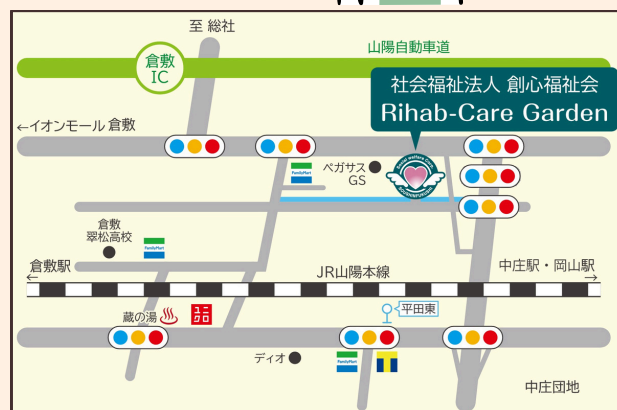 至 総社
山陽自動車道
倉敷
IC
社会福祉法人 創心福祉会
Rihab-Care Garden
←イオンモール倉敷
ペガサス
GS
FamilyMart
倉敷
翠松高校
FamilyMart
倉敷駅
←
JR山陽本線
中庄駅・岡山駅
→
蔵の湯
ユニ
クロ
平田東
ディオ
FamilyMart
中庄団地